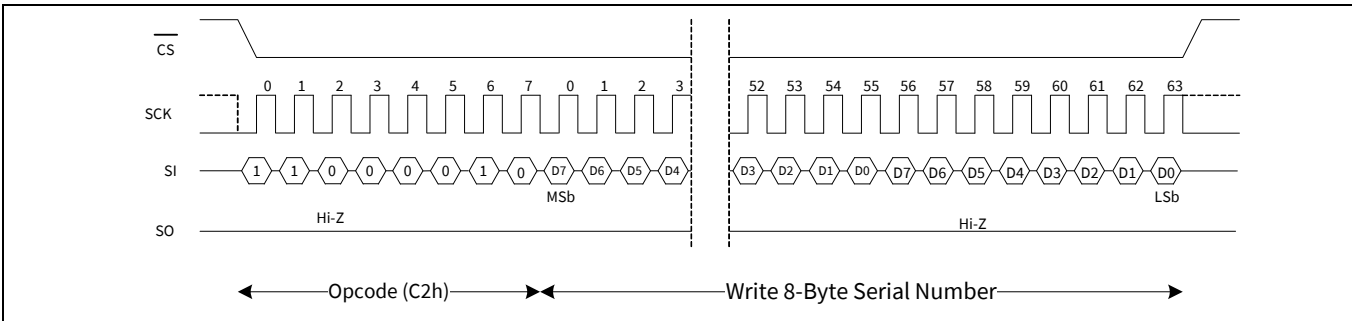 CS
0 1 2 3 4 5 6 7 0 1 2 3 52 53 54 55 56 57 58 59 60 61 62 63
SCK
SI 1 1 0 0 0 0 1 0 D7 D6 D5 D4 D3 D2 D1 D0 D7 D6 D5 D4 D3 D2 D1 D0
MSb LSb
Hi-Z Hi-Z
SO
Opcode (C2h) Write 8-Byte Serial Number